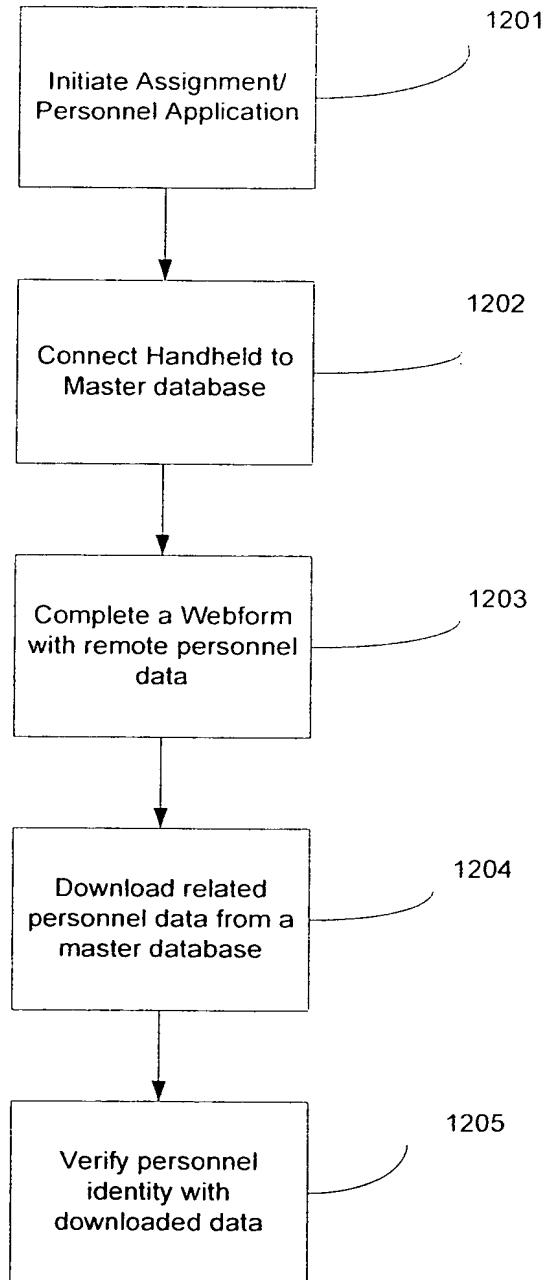 1201
Initiate Assignment/
Personnel Application
1202
Connect Handheld to
Master database
1203
Complete a Webform
with remote personnel
data
1204
Download related
personnel data from a
master database
1205
Verify personnel
identity with
downloaded data